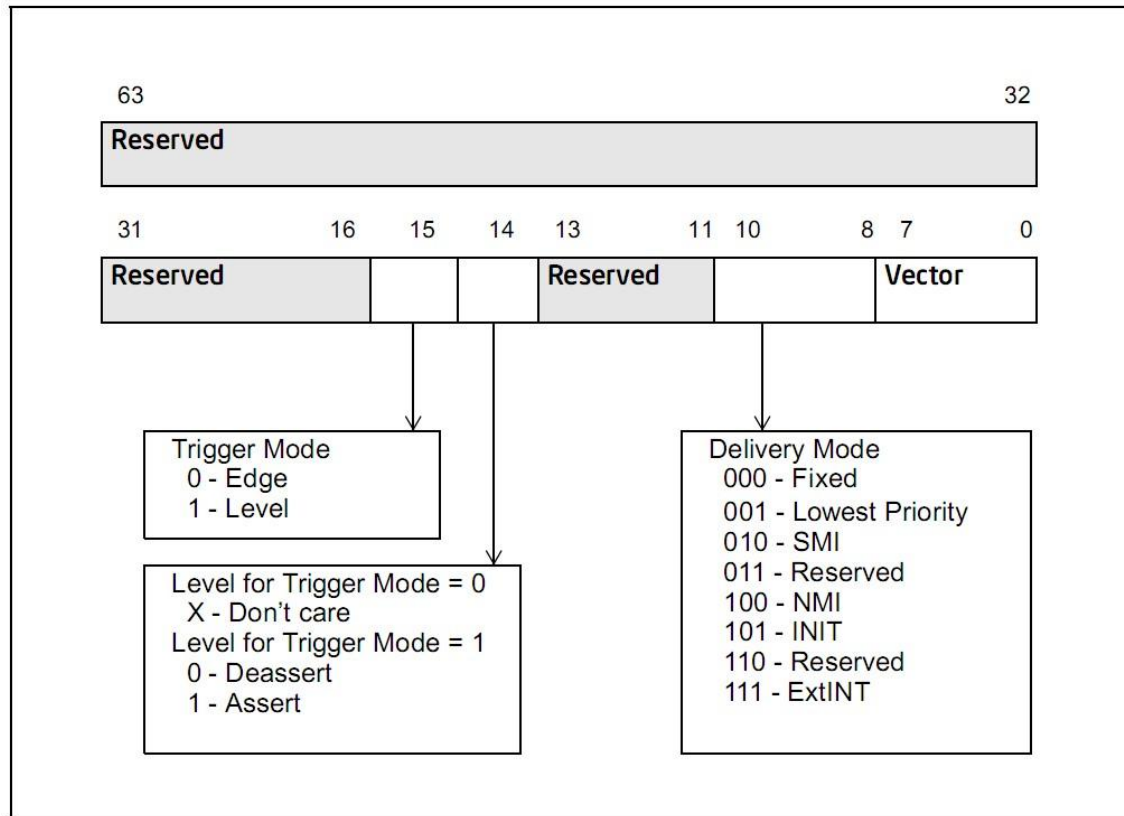 63 32
Reserved
31 16 15 14 13 11 10 8 7 0
Reserved Reserved Vector
Trigger Mode
0 - Edge
1 - Level
Level for Trigger Mode = 0
X - Don't care
Level for Trigger Mode = 1
0 - Deassert
1 - Assert
Delivery Mode
000 - Fixed
001 - Lowest Priority
010 - SMI
011 - Reserved
100 - NMI
101 - INIT
110 - Reserved
111 - ExtINT